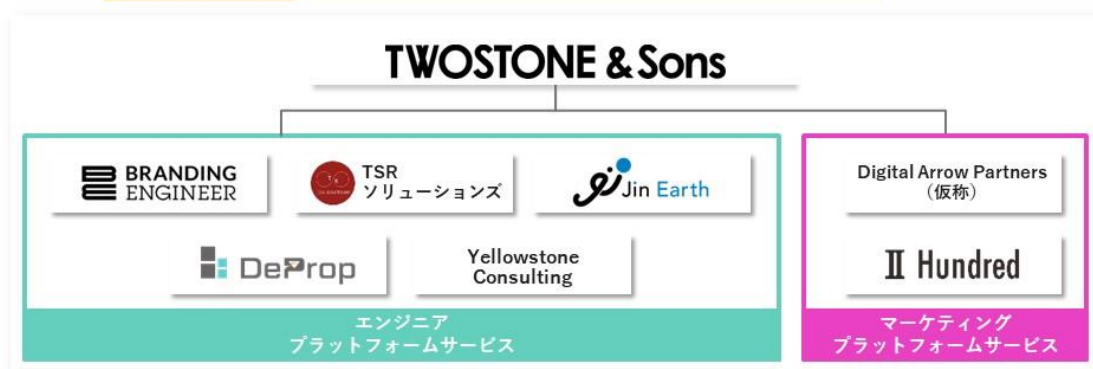 TWOSTONE & Sons
BRANDING
ENGINEER
TSR
ソリューションズ
Jin Earth
DeProp
Yellowstone
Consulting
エンジニア
プラットフォームサービス
Digital Arrow Partners
（仮称）
Ⅱ Hundred
マーケティング
プラットフォームサービス